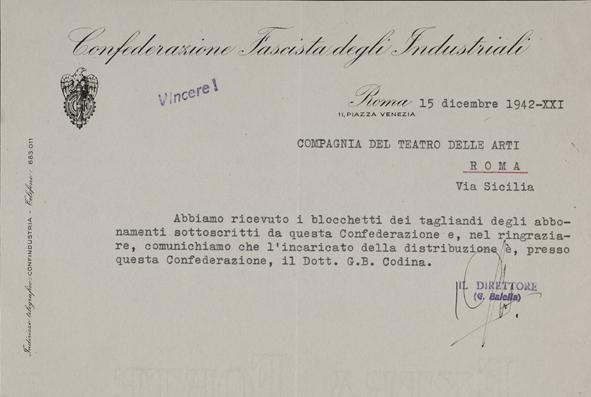 Confederazione Fascista degli Industriali
Vincere!
Roma 15 dicembre 1942-XXI
11, PIAZZA VENEZIA
COMPAGNIA DEL TEATRO DELLE ARTI
R O M A
Via Sicilia
Abbiamo ricevuto i blocchetti dei tagliandi degli abbo-
namenti sottoscritti da questa Confederazione e, nel ringrazia-
re, comunichiamo che l'incaricato della distribuzione è, presso
questa Confederazione, il Dott. G.B. Codina.
IL DIRETTORE
(G. Balella)
Indirizzo telegrafico: CONFINDUSTRIA - Telefono: 683.011